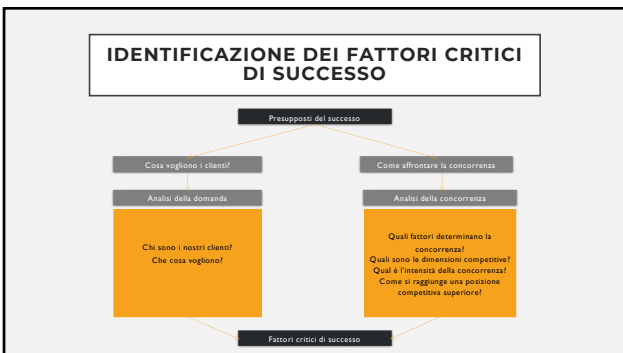 IDENTIFICAZIONE DEI FATTORI CRITICI
DI SUCCESSO
Presupposti del successo
Cosa vogliono i clienti?
Come affrontare la concorrenza
Analisi della domanda
Analisi della concorrenza
Chi sono i nostri clienti?
Che cosa vogliono?
Quali fattori determinano la
concorrenza?
Quali sono le dimensioni competitive?
Qual è l'intensità della concorrenza?
Come si raggiunge una posizione
competitiva superiore?
Fattori critici di successo